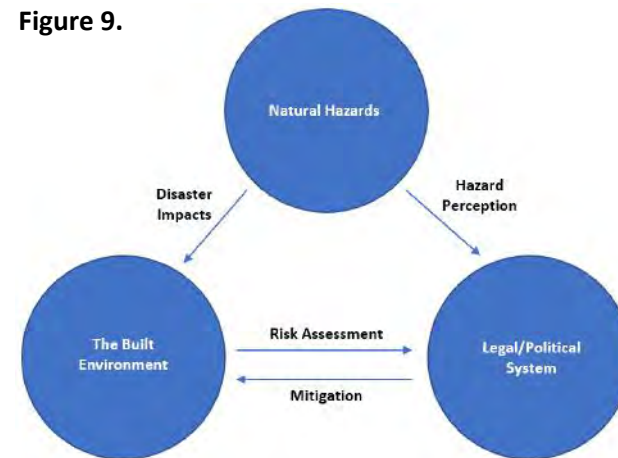 Figure 9.
Natural Hazards
Disaster
Impacts
Hazard
Perception
The Built
Environment
Risk Assessment
Mitigation
Legal/Political
System